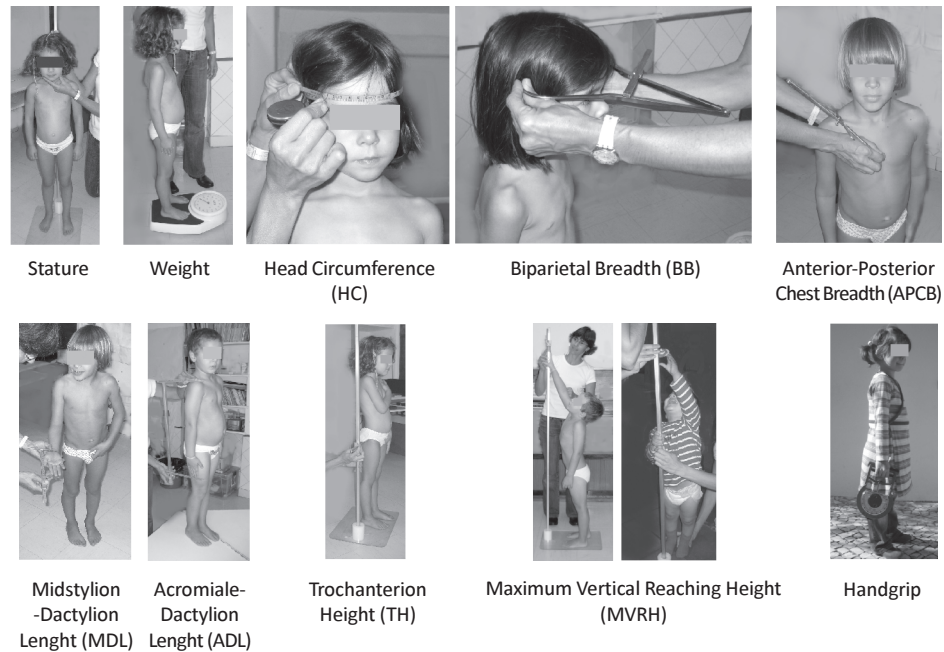 Stature
Weight
Head Circumference
(HC)
Biparietal Breadth (BB)
Anterior-Posterior
Chest Breadth (APCB)
Midstylion
-Dactylion
Lenght (MDL)
Acromiale-
Dactylion
Lenght (ADL)
Trochanterion
Height (TH)
Maximum Vertical Reaching Height
(MVRH)
Handgrip